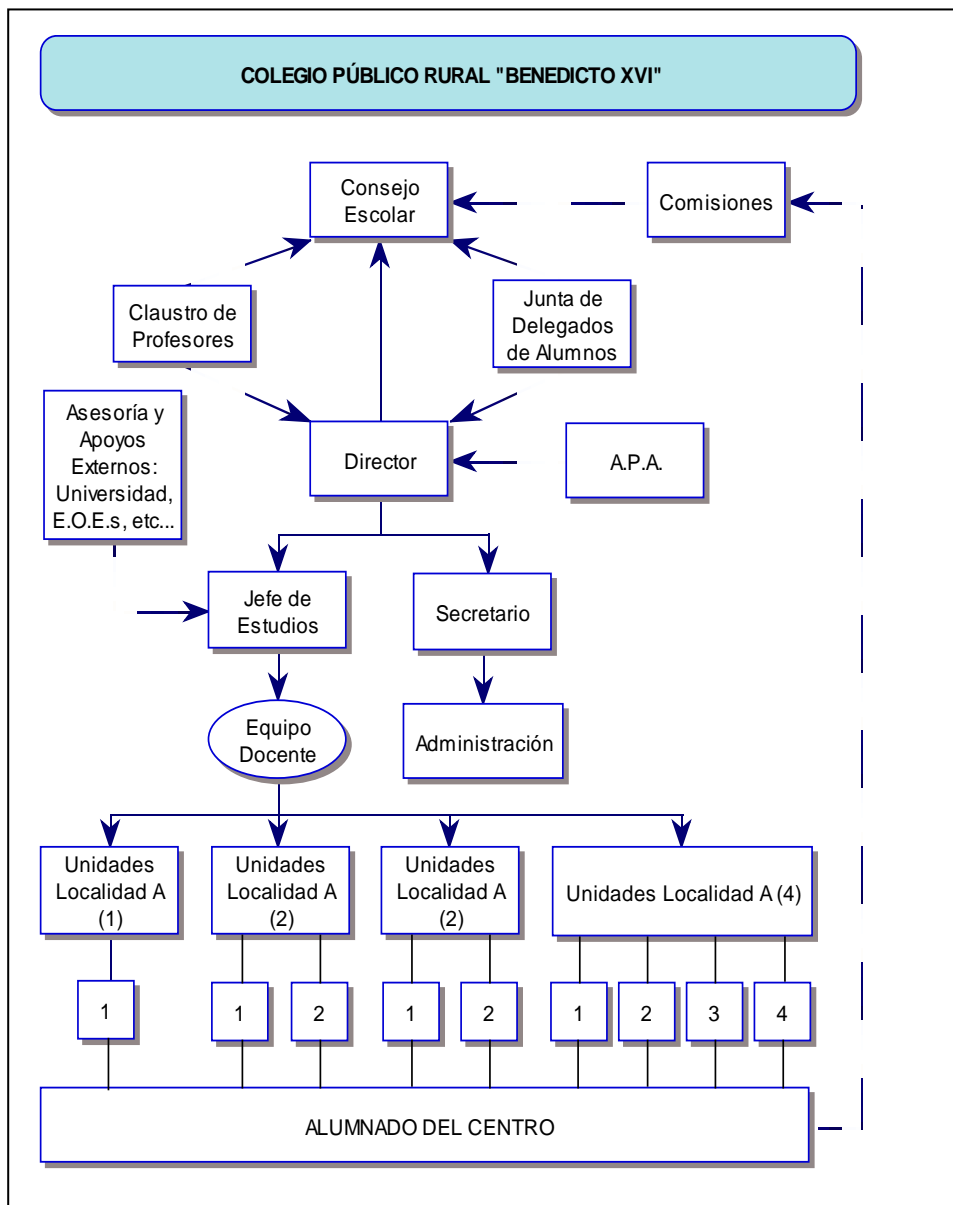 COLEGIO PÚBLICO RURAL "BENEDICTO XVI"
Consejo
Escolar
Comisiones
Claustro de
Profesores
Junta de
Delegados
de Alumnos
Asesoría y
Apoyos
Externos:
Universidad,
E.O.E.s, etc...
Director
A.P.A.
Jefe de
Estudios
Secretario
Equipo
Docente
Administración
Unidades
Localidad A
(1)
Unidades
Localidad A
(2)
Unidades
Localidad A
(2)
Unidades Localidad A (4)
1
1
2
1
2
1
2
3
4
ALUMNADO DEL CENTRO